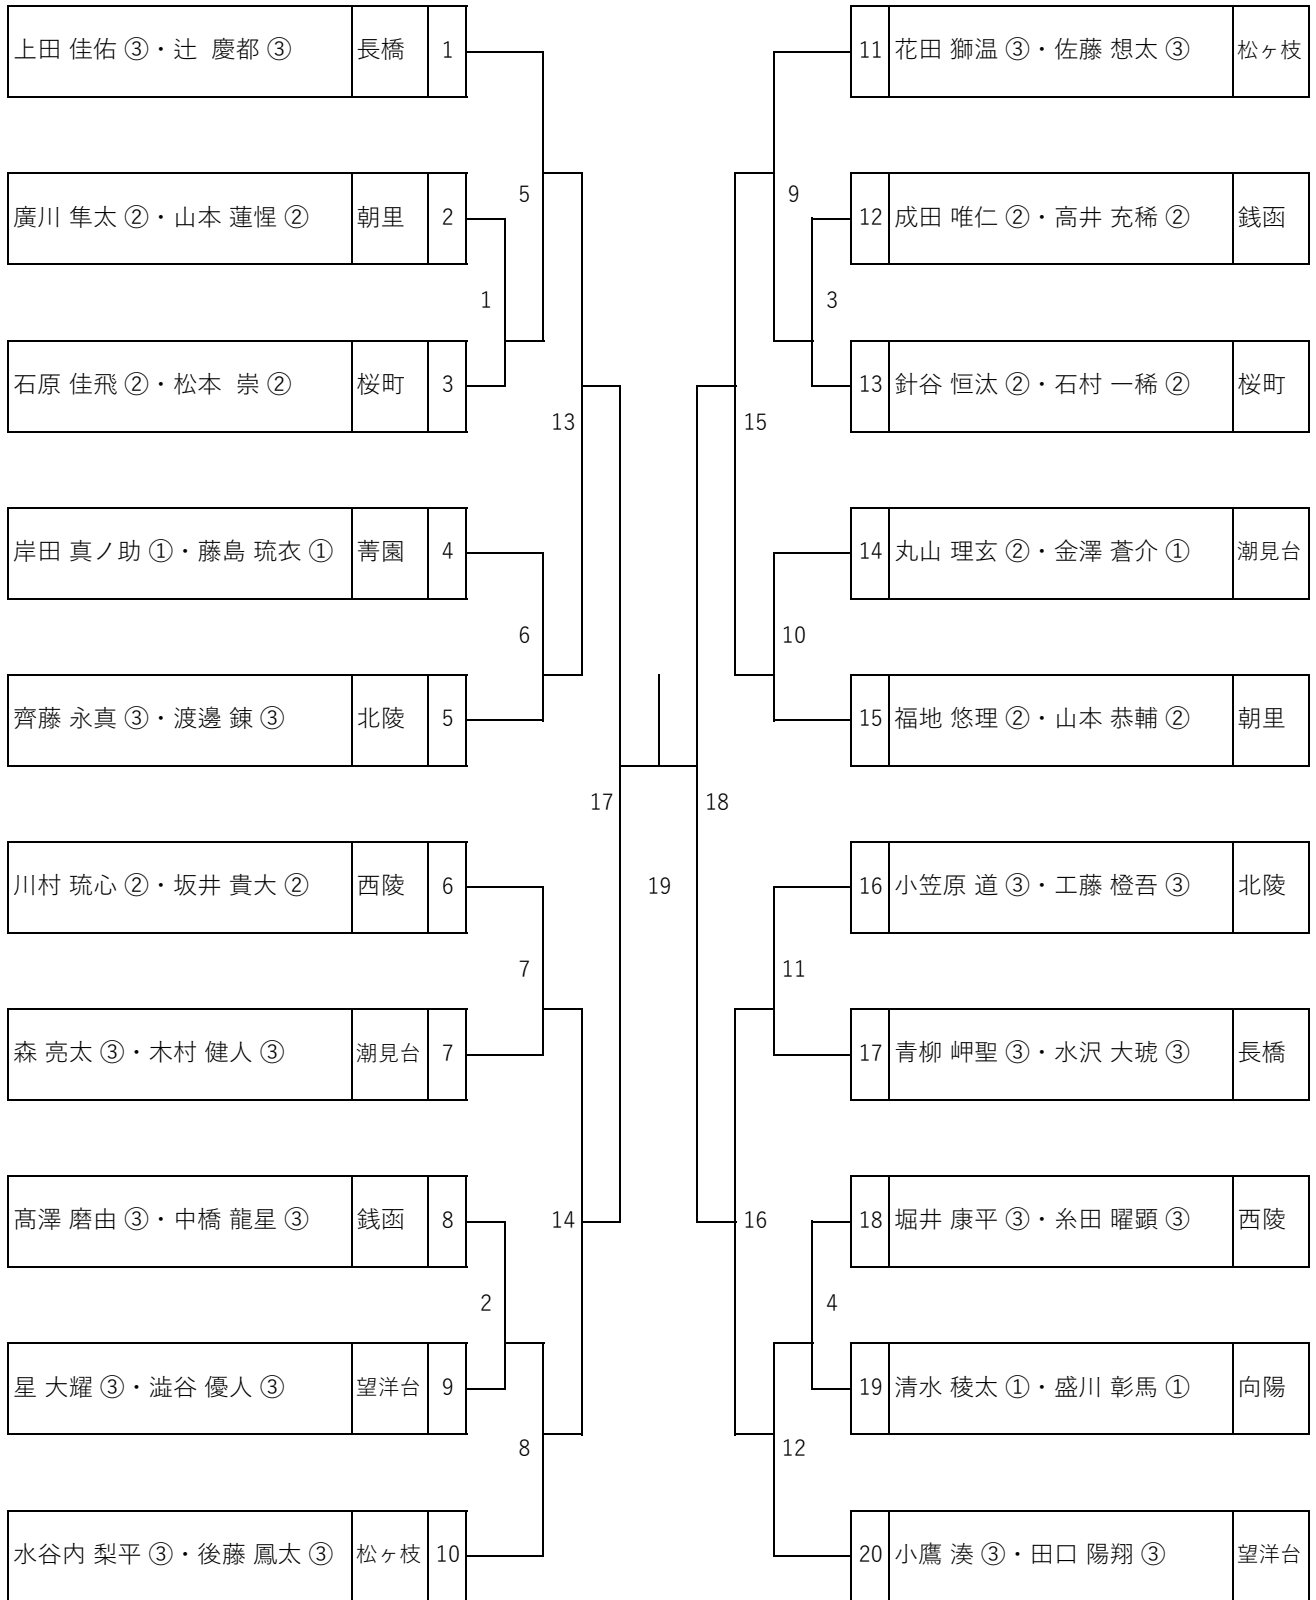 上田 佳佑 ③・辻 慶都 ③ 長橋 1
廣川 隼太 ②・山本 蓮惺 ② 朝里 2
石原 佳飛 ②・松本 崇 ② 桜町 3
岸田 真ノ助 ①・藤島 琉衣 ① 菁園 4
齊藤 永真 ③・渡邊 錬 ③ 北陵 5
川村 琉心 ②・坂井 貴大 ② 西陵 6
森 亮太 ③・木村 健人 ③ 潮見台 7
髙澤 磨由 ③・中橋 龍星 ③ 銭函 8
星 大耀 ③・澁谷 優人 ③ 望洋台 9
水谷内 梨平 ③・後藤 鳳太 ③ 松ヶ枝 10
5
1
13
6
17
7
14
2
8
19
9
3
15
10
18
11
16
4
12
11 花田 獅温 ③・佐藤 想太 ③ 松ヶ枝
12 成田 唯仁 ②・高井 充稀 ② 銭函
13 針谷 恒汰 ②・石村 一稀 ② 桜町
14 丸山 理玄 ②・金澤 蒼介 ① 潮見台
15 福地 悠理 ②・山本 恭輔 ② 朝里
16 小笠原 道 ③・工藤 橙吾 ③ 北陵
17 青柳 岬聖 ③・水沢 大琥 ③ 長橋
18 堀井 康平 ③・糸田 曜顕 ③ 西陵
19 清水 稜太 ①・盛川 彰馬 ① 向陽
20 小鷹 湊 ③・田口 陽翔 ③ 望洋台